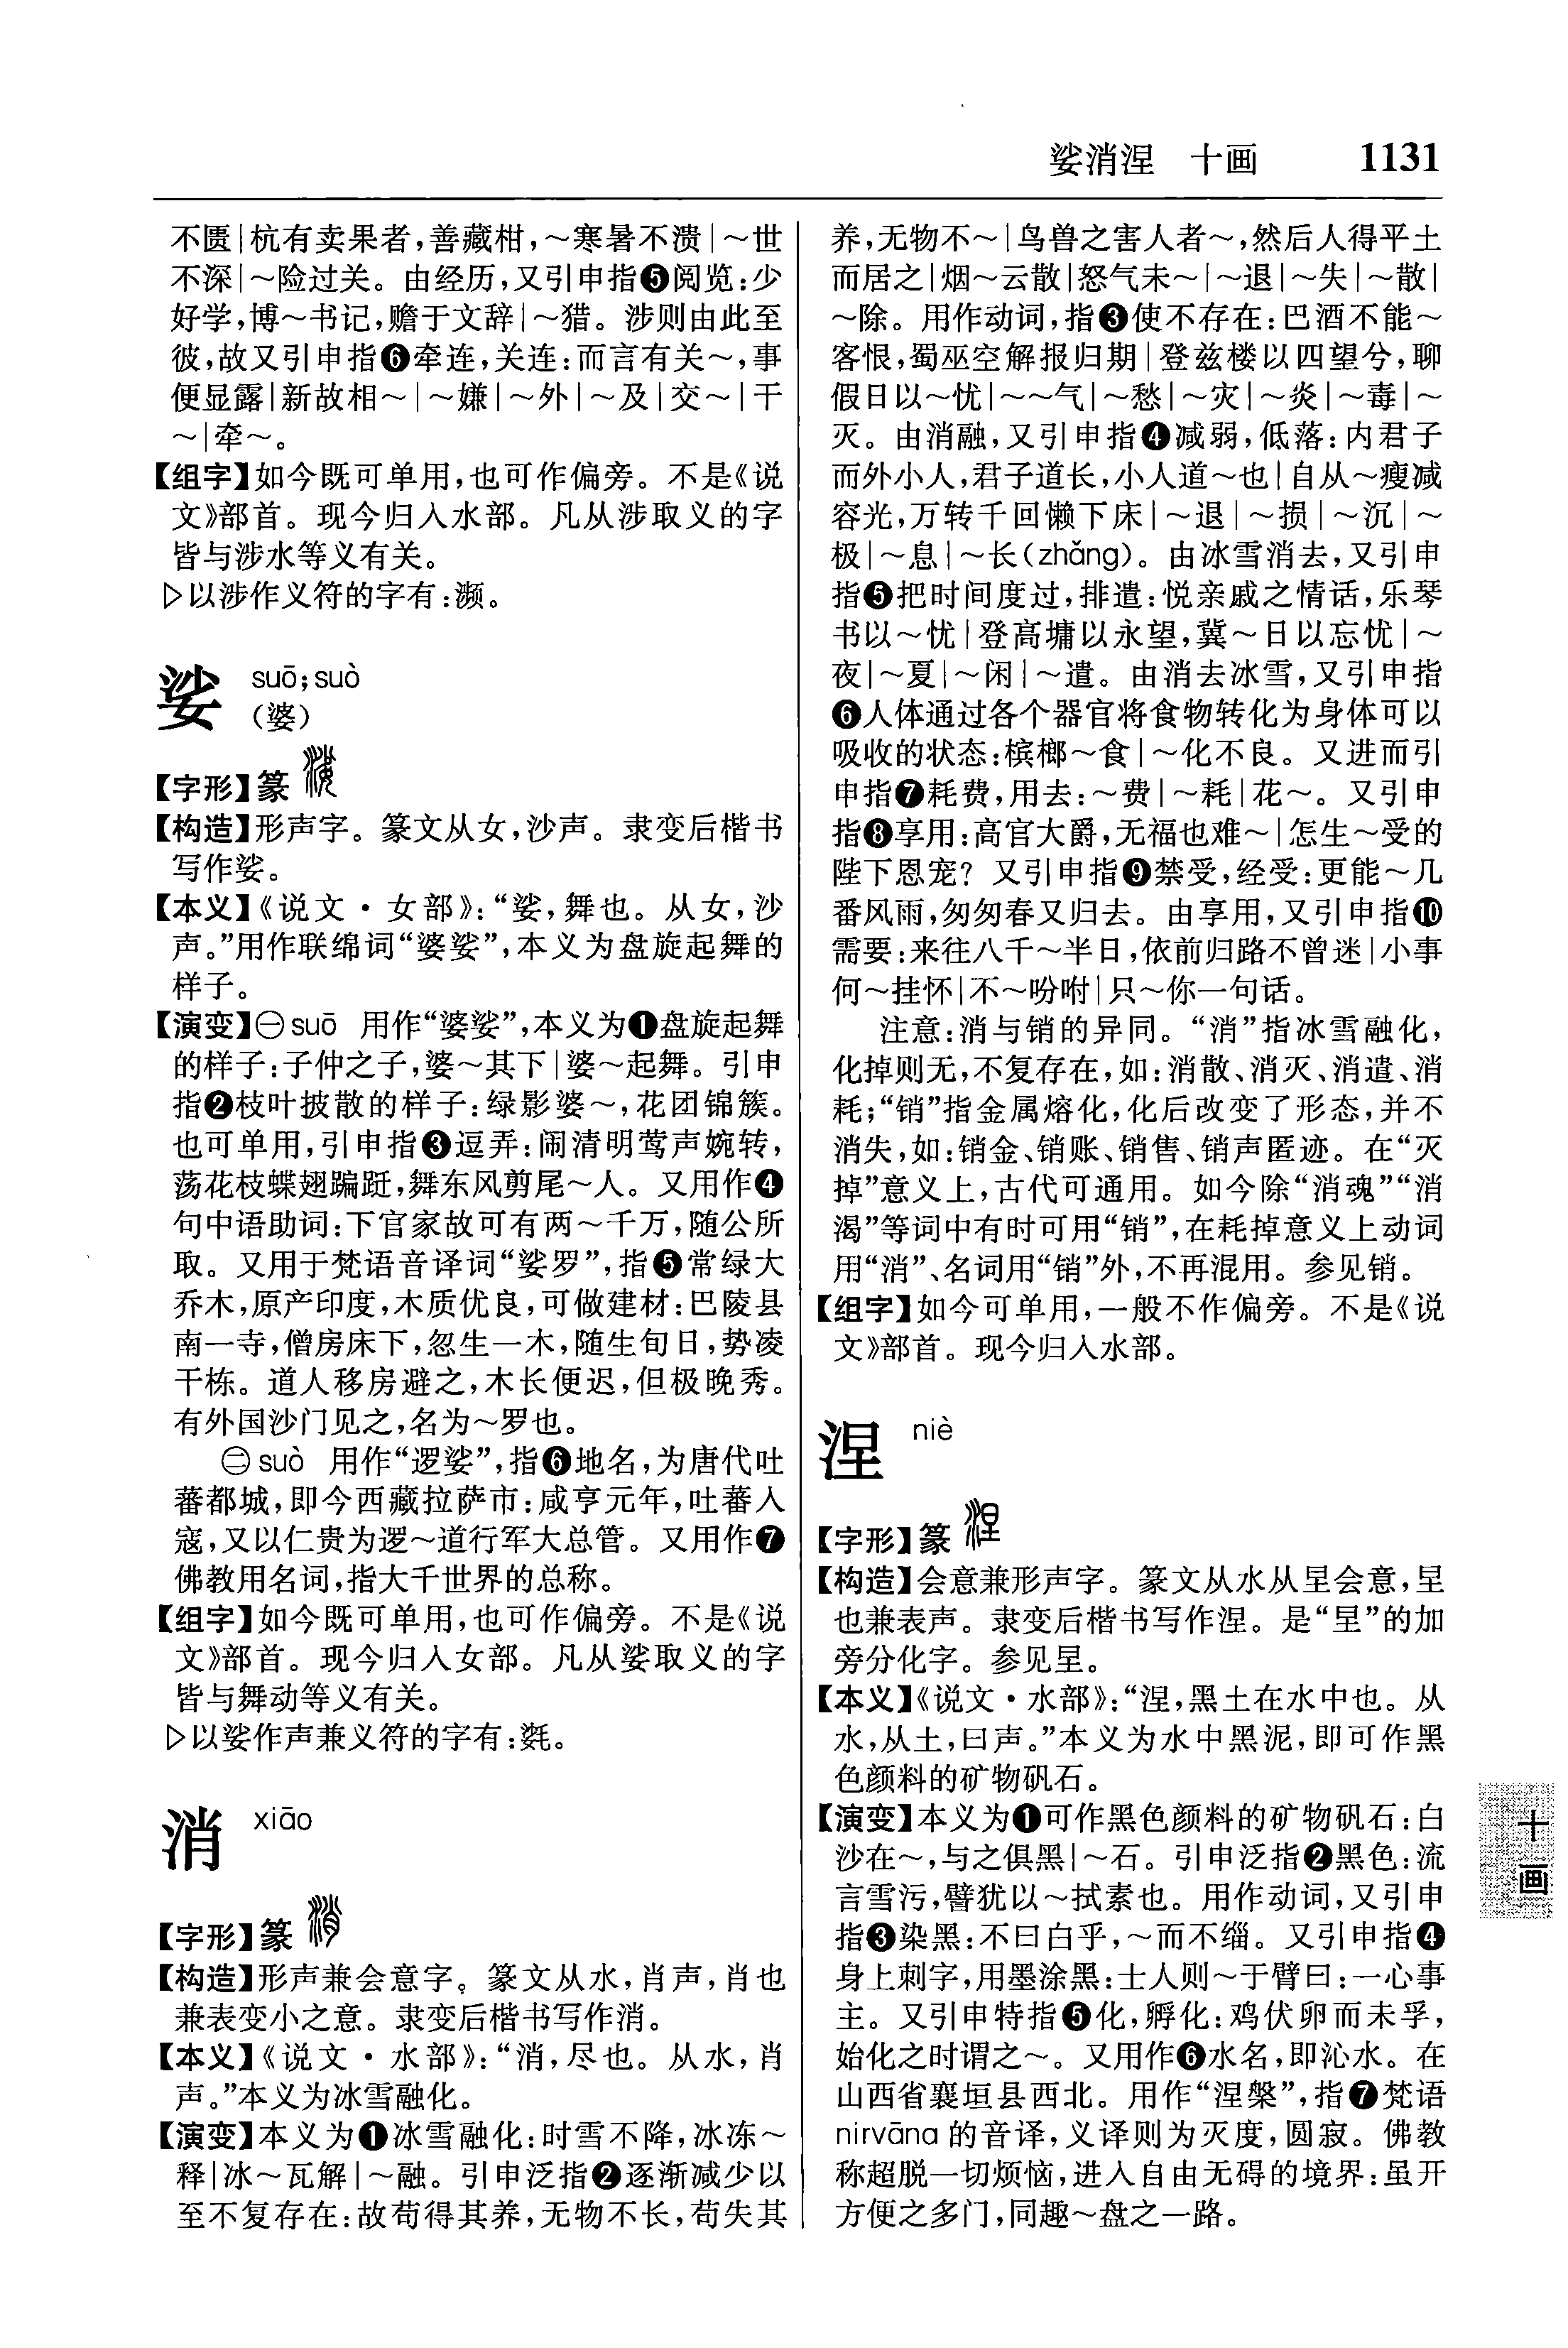 娑消涅　十画　1131
不匮|杭有卖果者,善藏柑,～寒暑不溃|～世
不深|～险过关。由经历,又引申指❺阅览:少
好学,博～书记,赡于文辞|～猎。涉则由此至
彼,故又引申指❻牵连,关连:而言有关～,事
便显露|新故相～|～嫌|～外|～及|交～|干
～|牵～。
【组字】如今既可单用,也可作偏旁。不是《说
文》部首。现今归入水部。凡从涉取义的字
皆与涉水等义有关。
▷以涉作义符的字有:濒。
娑 suō;suò
(婆)
【字形】篆
【构造】形声字。篆文从女,沙声。隶变后楷书
写作娑。
【本义】《说文·女部》:“娑,舞也。从女,沙
声。”用作联绵词“婆娑”,本义为盘旋起舞的
样子。
【演变】㊀suō 用作“婆娑”,本义为❶盘旋起舞
的样子:子仲之子,婆～其下|婆～起舞。引申
指❷枝叶披散的样子:绿影婆～,花团锦簇。
也可单用,引申指❸逗弄:闹清明莺声婉转,
荡花枝蝶翅蹁跹,舞东风剪尾～人。又用作❹
句中语助词:下官家故可有两～千万,随公所
取。又用于梵语音译词“娑罗”,指❺常绿大
乔木,原产印度,木质优良,可做建材:巴陵县
南一寺,僧房床下,忽生一木,随生旬日,势凌
干栋。道人移房避之,木长便迟,但极晚秀。
有外国沙门见之,名为～罗也。
㊁suò 用作“逻娑”,指❻地名,为唐代吐
蕃都城,即今西藏拉萨市:咸亨元年,吐蕃人
寇,又以仁贵为逻～道行军大总管。又用作❼
佛教用名词,指大千世界的总称。
【组字】如今既可单用,也可作偏旁。不是《说
文》部首。现今归入女部。凡从娑取义的字
皆与舞动等义有关。
▷以娑作声兼义符的字有:毿。
消 xiāo
【字形】篆
【构造】形声兼会意字。篆文从水,肖声,肖也
兼表变小之意。隶变后楷书写作消。
【本义】《说文·水部》:“消,尽也。从水,肖
声。”本义为冰雪融化。
【演变】本义为❶冰雪融化:时雪不降,冰冻～
释|冰～瓦解|～融。引申泛指❷逐渐减少以
至不复存在:故苟得其养,无物不长,苟失其
养,无物不～|鸟兽之害人者～,然后人得平土
而居之|烟～云散|怒气未～|～退|～失|～散|
～除。用作动词,指❸使不存在:巴酒不能～
客恨,蜀巫空解报归期|登兹楼以四望兮,聊
假日以～忧|～～气|～愁|～灾|～炎|～毒|～
灭。由消融,又引申指❹减弱,低落:内君子
而外小人,君子道长,小人道～也|自从～瘦减
容光,万转千回懒下床|～退|～损|～沉|～
极|～息|～长(zhǎng)。由冰雪消去,又引申
指❺把时间度过,排遣:悦亲戚之情话,乐琴
书以～忧|登高墉以永望,冀～日以忘忧|～
夜|～夏|～闲|～遣。由消去冰雪,又引申指
❻人体通过各个器官将食物转化为身体可以
吸收的状态:槟榔～食|～化不良。又进而引
申指❼耗费,用去:～费|～耗|花～。又引申
指❽享用:高官大爵,无福也难～|怎生～受的
陛下恩宠?又引申指❾禁受,经受:更能～几
番风雨,匆匆春又归去。由享用,又引申指❿
需要:来往八千～半日,依前归路不曾迷|小事
何～挂怀|不～吩咐|只～你一句话。
注意:消与销的异同。“消”指冰雪融化,
化掉则无,不复存在,如:消散、消灭、消遣、消
耗;“销”指金属熔化,化后改变了形态,并不
消失,如:销金、销账、销售、销声匿迹。在“灭
掉”意义上,古代可通用。如今除“消魂”“消
渴”等词中有时可用“销”,在耗掉意义上动词
用“消”、名词用“销”外,不再混用。参见销。
【组字】如今可单用,一般不作偏旁。不是《说
文》部首。现今归入水部。
涅 niè
【字形】篆
【构造】会意兼形声字。篆文从水从圼会意,圼
也兼表声。隶变后楷书写作涅。是“圼”的加
旁分化字。参见圼。
【本义】《说文·水部》:“涅,黑土在水中也。从
水,从土,日声。”本义为水中黑泥,即可作黑
色颜料的矿物矾石。
【演变】本义为❶可作黑色颜料的矿物矾石:白
沙在～,与之俱黑|～石。引申泛指❷黑色:流
言雪污,譬犹以～拭素也。用作动词,又引申
指❸染黑:不曰白乎,～而不缁。又引申指❹
身上刺字,用墨涂黑:士人则～于臂曰:一心事
主。又引申特指❺化,孵化:鸡伏卵而未孚,
始化之时谓之～。又用作❻水名,即沁水。在
山西省襄垣县西北。用作“涅槃”,指❼梵语
nirvāna的音译,义译则为灭度,圆寂。佛教
称超脱一切烦恼,进入自由无碍的境界:虽开
方便之多门,同趣～盘之一路。
十画